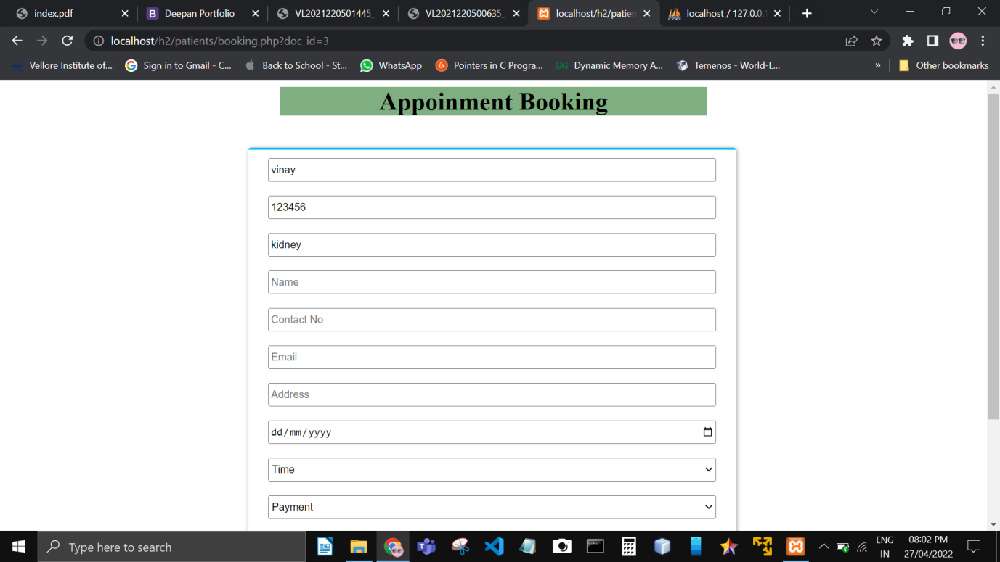 index.pdf
Deepan Portfolio
VL2021220501445_
VL2021220500635_
localhost/h2/patien
localhost / 127.0.0.1
localhost/h2/patients/booking.php?doc_id=3
Vellore Institute of...
Sign in to Gmail - C...
Back to School - St...
WhatsApp
Pointers in C Progra...
Dynamic Memory A...
Temenos - World-L...
»
Other bookmarks
Appoinment Booking
vinay
123456
kidney
Name
Contact No
Email
Address
dd/mm/yyyy
Time
Payment
Type here to search
ENG
IN
08:02 PM
27/04/2022